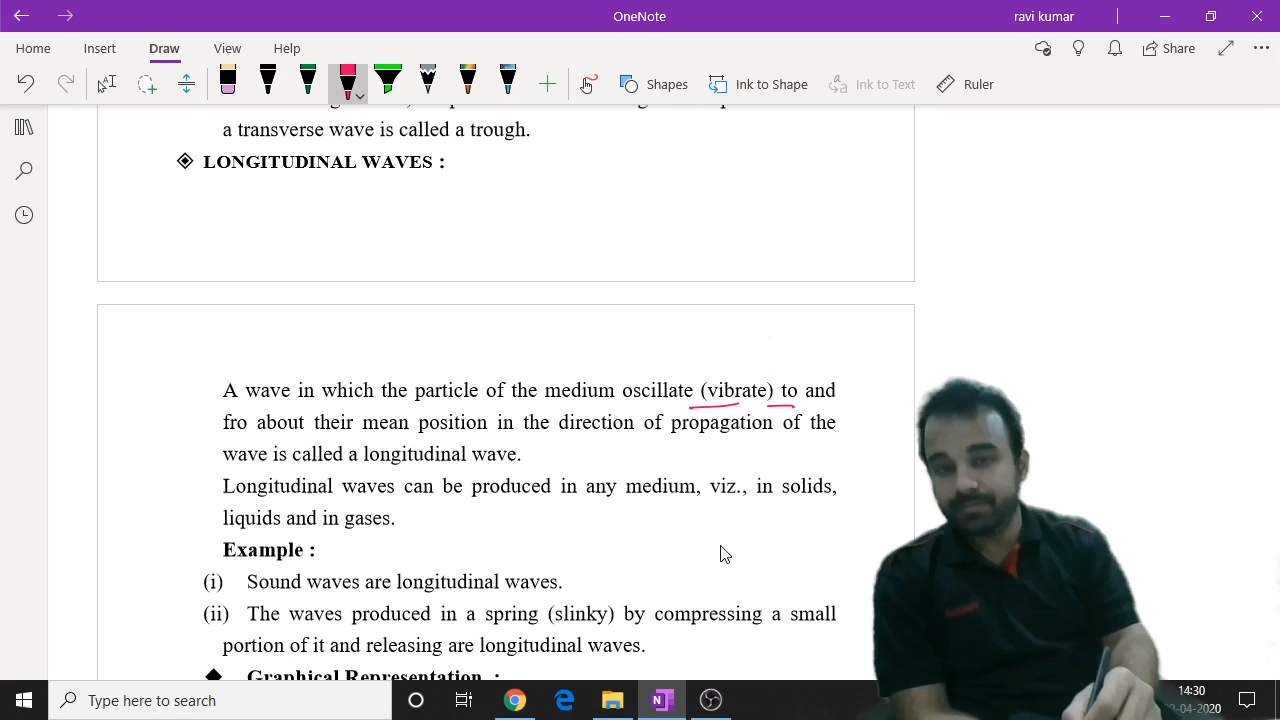 OneNote
ravi kumar
Home Insert Draw View Help
Share
Shapes Ink to Shape Ink to Text Ruler
a transverse wave is called a trough.
LONGITUDINAL WAVES :
A wave in which the particle of the medium oscillate (vibrate) to and
fro about their mean position in the direction of propagation of the
wave is called a longitudinal wave.
Longitudinal waves can be produced in any medium, viz., in solids,
liquids and in gases.
Example :
(i) Sound waves are longitudinal waves.
(ii) The waves produced in a spring (slinky) by compressing a small
portion of it and releasing are longitudinal waves.
Graphical Representation :
Type here to search
14:30
-04-2020